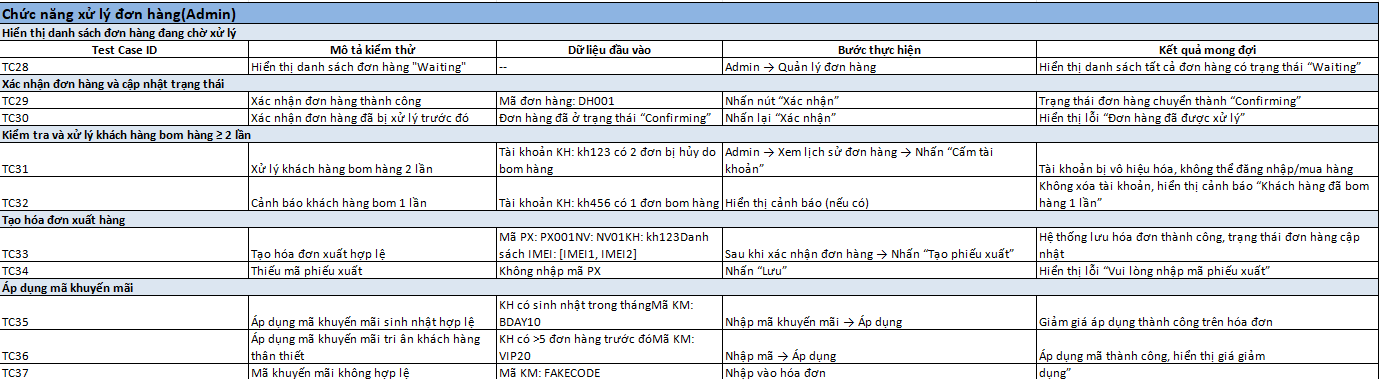 Chức năng xử lý đơn hàng(Admin)
Hiển thị danh sách đơn hàng đang chờ xử lý
Test Case ID Mô tả kiểm thử Dữ liệu đầu vào Bước thực hiện Kết quả mong đợi
TC28 Hiển thị danh sách đơn hàng "Waiting" -- Admin → Quản lý đơn hàng Hiển thị danh sách tất cả đơn hàng có trạng thái “Waiting”
Xác nhận đơn hàng và cập nhật trạng thái
TC29 Xác nhận đơn hàng thành công Mã đơn hàng: DH001 Nhấn nút “Xác nhận” Trạng thái đơn hàng chuyển thành “Confirming”
TC30 Xác nhận đơn hàng đã bị xử lý trước đó Đơn hàng đã ở trạng thái “Confirming” Nhấn lại “Xác nhận” Hiển thị lỗi “Đơn hàng đã được xử lý”
Kiểm tra và xử lý khách hàng bom hàng ≥ 2 lần
Tài khoản KH: kh123 có 2 đơn bị hủy do Admin → Xem lịch sử đơn hàng → Nhấn “Cấm tài
TC31 Xử lý khách hàng bom hàng 2 lần bom hàng khoản” Tài khoản bị vô hiệu hóa, không thể đăng nhập/mua hàng
Không xóa tài khoản, hiển thị cảnh báo “Khách hàng đã bom
TC32 Cảnh báo khách hàng bom 1 lần Tài khoản KH: kh456 có 1 đơn bom hàng Hiển thị cảnh báo (nếu có) hàng 1 lần”
Tạo hóa đơn xuất hàng
Mã PX: PX001NV: NV01KH: kh123Danh Hệ thống lưu hóa đơn thành công, trạng thái đơn hàng cập
TC33 Tạo hóa đơn xuất hợp lệ sách IMEI: [IMEI1, IMEI2] Sau khi xác nhận đơn hàng → Nhấn “Tạo phiếu xuất” nhật
TC34 Thiếu mã phiếu xuất Không nhập mã PX Nhấn “Lưu” Hiển thị lỗi “Vui lòng nhập mã phiếu xuất”
Áp dụng mã khuyến mãi
KH có sinh nhật trong thángMã KM:
TC35 Áp dụng mã khuyến mãi sinh nhật hợp lệ BDAY10 Nhập mã khuyến mãi → Áp dụng Giảm giá áp dụng thành công trên hóa đơn
Áp dụng mã khuyến mãi tri ân khách hàng KH có >5 đơn hàng trước đóMã KM:
TC36 thân thiết VIP20 Nhập mã → Áp dụng Áp dụng mã thành công, hiển thị giá giảm
TC37 Mã khuyến mãi không hợp lệ Mã KM: FAKECODE Nhập vào hóa đơn dụng”